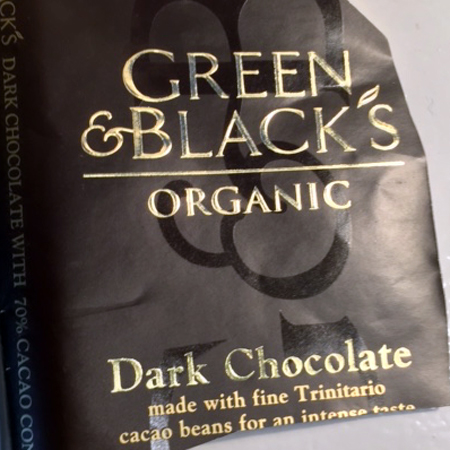 GREEN
&BLACK'S
ORGANIC
Dark Chocolate
made with fine Trinitario
cacao beans for an intense taste
CK'S DARK CHOCOLATE WITH 70% CACAO CON